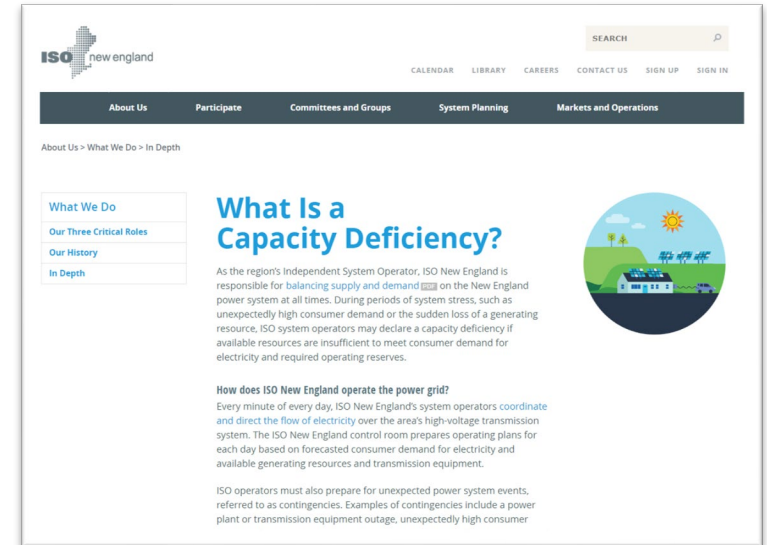 SEARCH
ISO new england
CALENDAR LIBRARY CAREERS CONTACT US SIGN UP SIGN IN
About Us Participate Committees and Groups System Planning Markets and Operations
About Us > What We Do > In Depth
What We Do
Our Three Critical Roles
Our History
In Depth
What Is a
Capacity Deficiency?
As the region's Independent System Operator, ISO New England is
responsible for balancing supply and demand PDF on the New England
power system at all times. During periods of system stress, such as
unexpectedly high consumer demand or the sudden loss of a generating
resource, ISO system operators may declare a capacity deficiency if
available resources are insufficient to meet consumer demand for
electricity and required operating reserves.
How does ISO New England operate the power grid?
Every minute of every day, ISO New England's system operators coordinate
and direct the flow of electricity over the area's high-voltage transmission
system. The ISO New England control room prepares operating plans for
each day based on forecasted consumer demand for electricity and
available generating resources and transmission equipment.
ISO operators must also prepare for unexpected power system events,
referred to as contingencies. Examples of contingencies include a power
plant or transmission equipment outage, unexpectedly high consumer